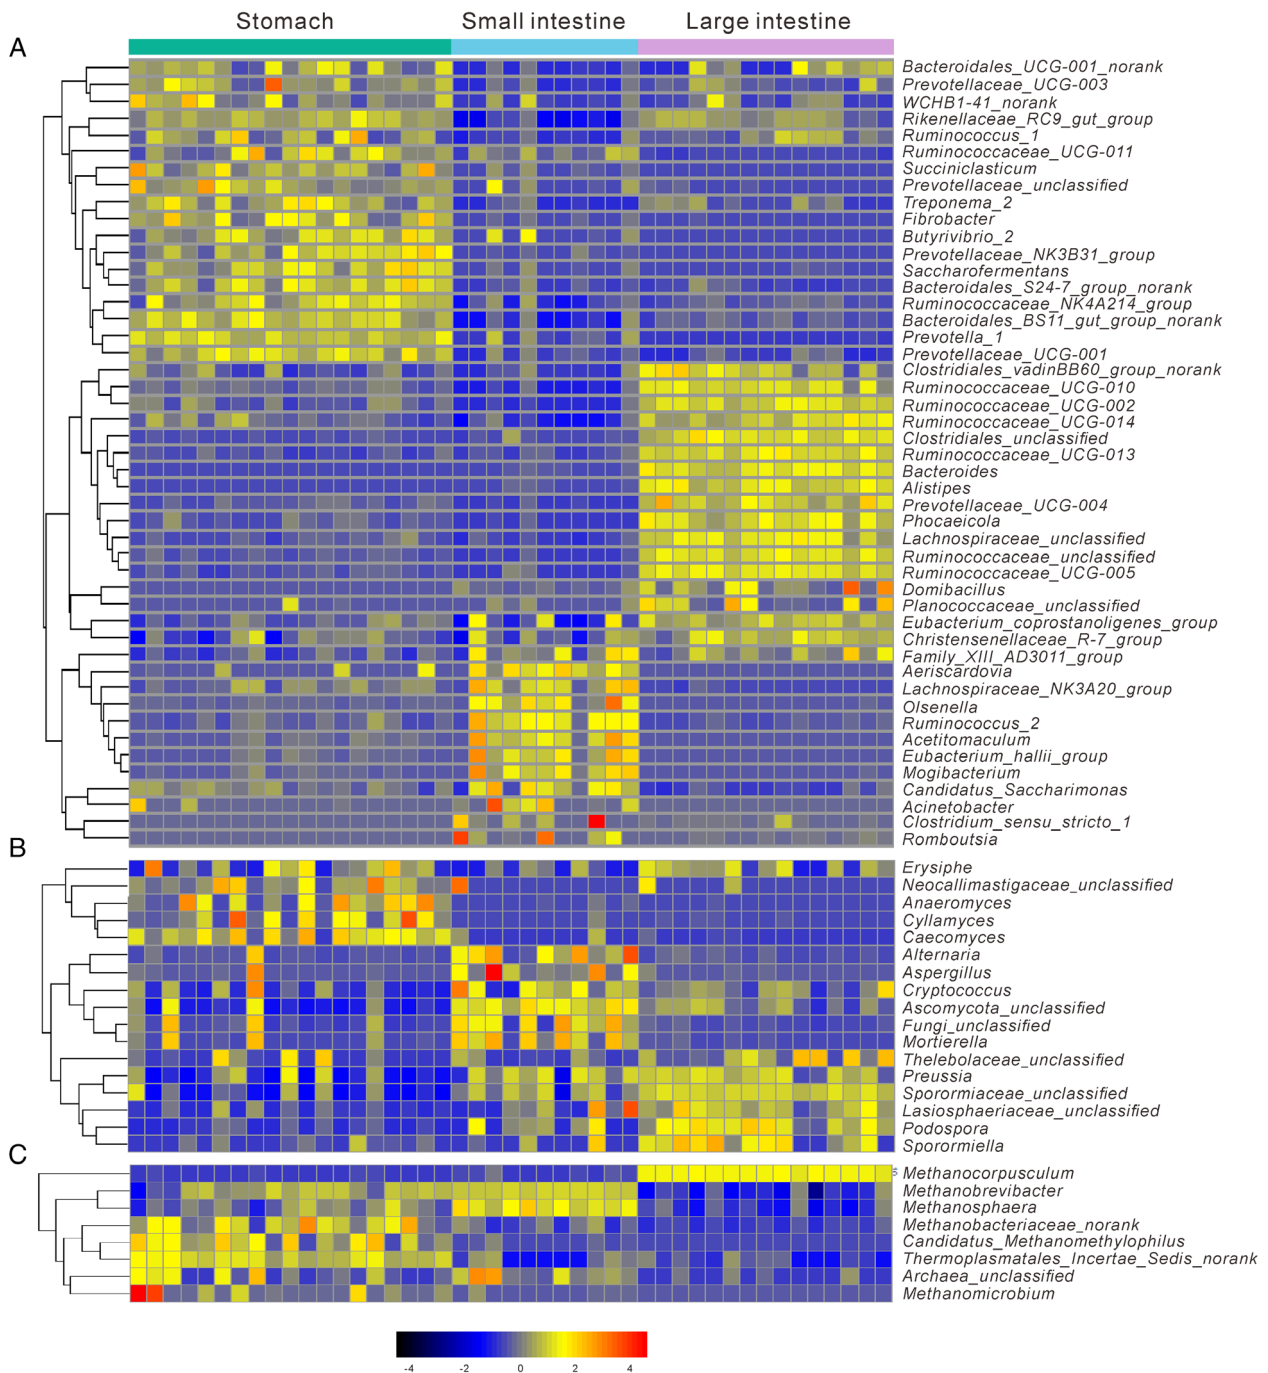 Stomach Small intestine Large intestine
A
Bacteroidales_UCG-001_norank
Prevotellaceae_UCG-003
WCHB1-41_norank
Rikenellaceae_RC9_gut_group
Ruminococcus_1
Ruminococcaceae_UCG-011
Succiniclasticum
Prevotellaceae_unclassified
Treponema_2
Fibrobacter
Butyrivibrio_2
Prevotellaceae_NK3B31_group
Saccharofermentans
Bacteroidales_S24-7_group_norank
Ruminococcaceae_NK4A214_group
Bacteroidales_BS11_gut_group_norank
Prevotella_1
Prevotellaceae_UCG-001
Clostridiales_vadinBB60_group_norank
Ruminococcaceae_UCG-010
Ruminococcaceae_UCG-002
Ruminococcaceae_UCG-014
Clostridiales_unclassified
Ruminococcaceae_UCG-013
Bacteroides
Alistipes
Prevotellaceae_UCG-004
Phocaeicola
Lachnospiraceae_unclassified
Ruminococcaceae_unclassified
Ruminococcaceae_UCG-005
Domibacillus
Planococcaceae_unclassified
Eubacterium_coprostanoligenes_group
Christensenellaceae_R-7_group
Family_XIII_AD3011_group
Aeriscardovia
Lachnospiraceae_NK3A20_group
Olsenella
Ruminococcus_2
Acetitomaculum
Eubacterium_hallii_group
Mogibacterium
Candidatus_Saccharimonas
Acinetobacter
Clostridium_sensu_stricto_1
Romboutsia
B
Erysiphe
Neocallimastigaceae_unclassified
Anaeromyces
Cyllamyces
Caecomyces
Alternaria
Aspergillus
Cryptococcus
Ascomycota_unclassified
Fungi_unclassified
Mortierella
Thelebolaceae_unclassified
Preussia
Sporormiaceae_unclassified
Lasiosphaeriaceae_unclassified
Podospora
Sporormiella
C
Methanocorpusculum
Methanobrevibacter
Methanosphaera
Methanobacteriaceae_norank
Candidatus_Methanomethylophilus
Thermoplasmatales_Incertae_Sedis_norank
Archaea_unclassified
Methanomicrobium
-4 -2 0 2 4